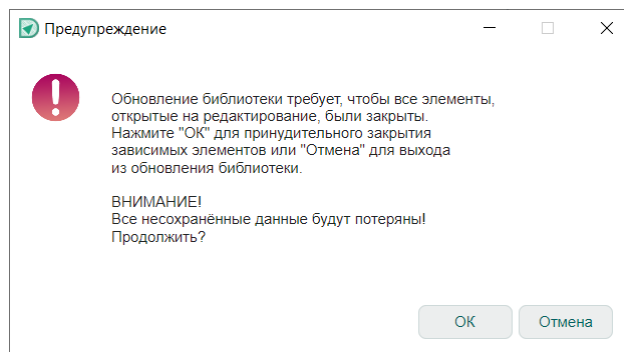 Предупреждение
Обновление библиотеки требует, чтобы все элементы,
открытые на редактирование, были закрыты.
Нажмите "ОК" для принудительного закрытия
зависимых элементов или "Отмена" для выхода
из обновления библиотеки.
ВНИМАНИЕ!
Все несохранённые данные будут потеряны!
Продолжить?
ОК
Отмена